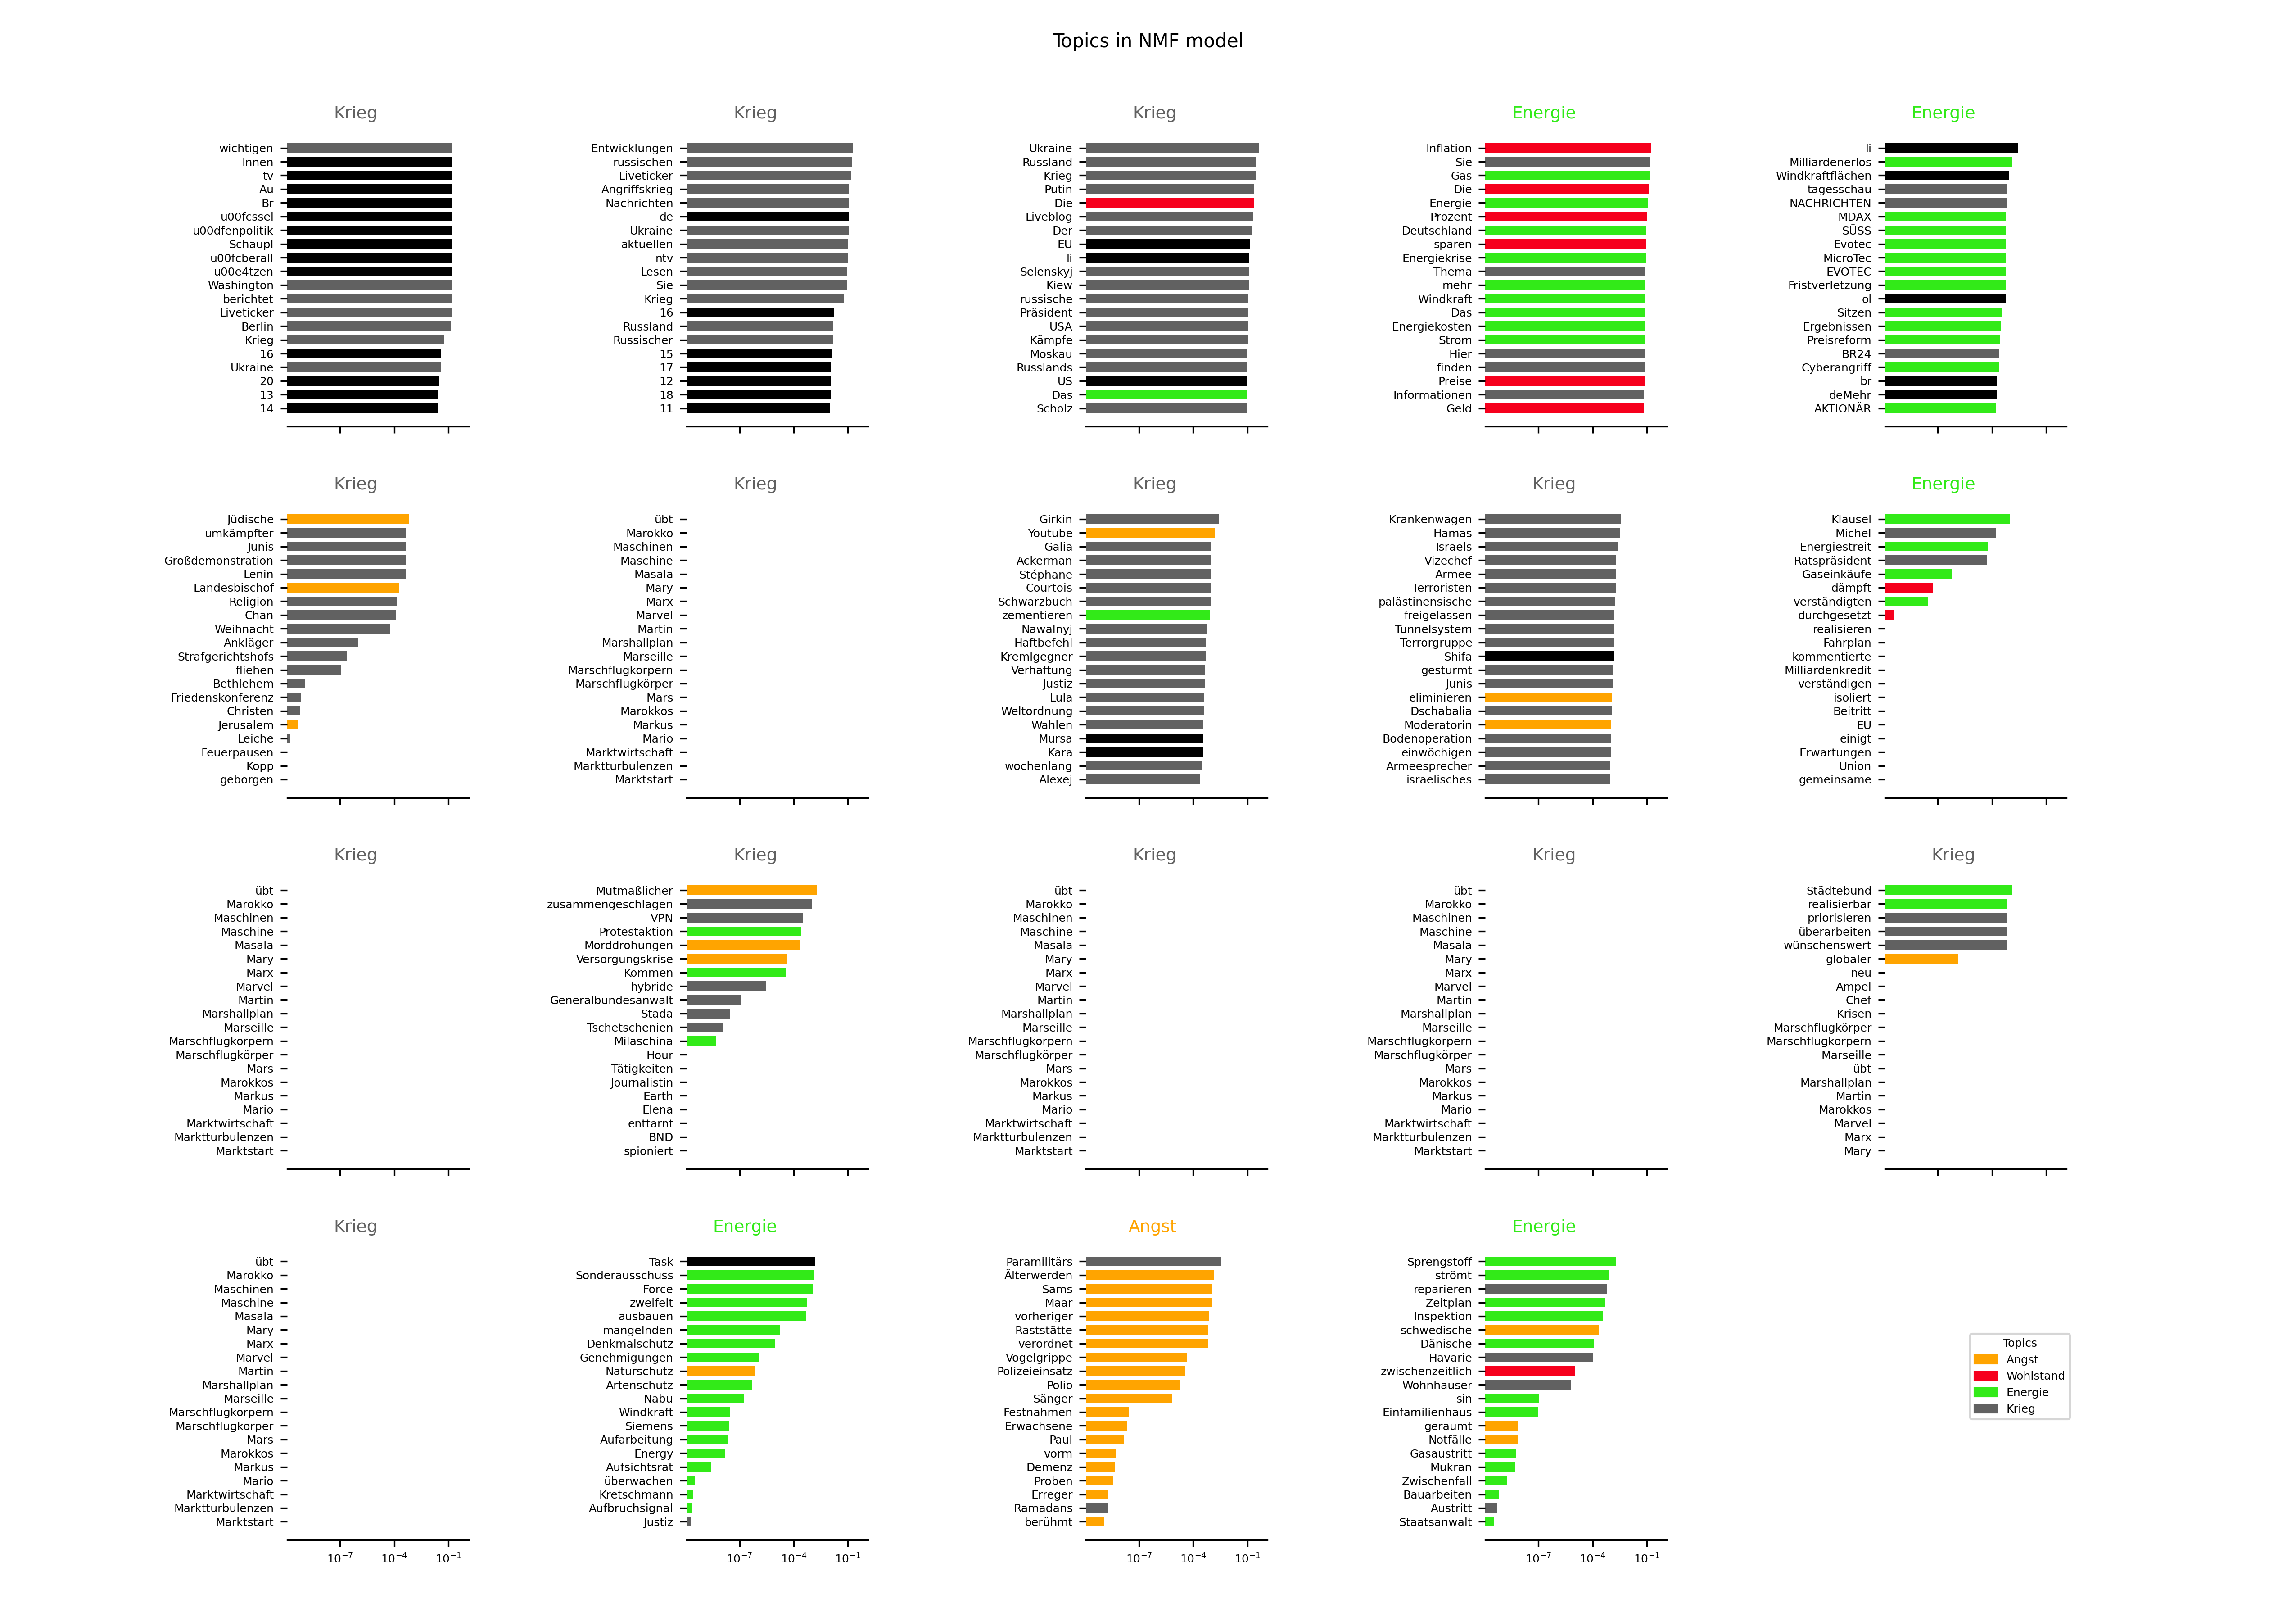 Topics in NMF model
Krieg
wichtigen
Innen
tv
Au
Br
u00fcssel
u00dfenpolitik
Schaupl
u00fcberall
u00e4tzen
Washington
berichtet
Liveticker
Berlin
Krieg
16
Ukraine
20
13
14
Krieg
Entwicklungen
russischen
Liveticker
Angriffskrieg
Nachrichten
de
Ukraine
aktuellen
ntv
Lesen
Sie
Krieg
16
Russland
Russischer
15
17
12
18
11
Krieg
Ukraine
Russland
Krieg
Putin
Die
Liveblog
Der
EU
li
Selenskyj
Kiew
russische
Präsident
USA
Kämpfe
Moskau
Russlands
US
Das
Scholz
Energie
Inflation
Sie
Gas
Die
Energie
Prozent
Deutschland
sparen
Energiekrise
Thema
mehr
Windkraft
Das
Energiekosten
Strom
Hier
finden
Preise
Informationen
Geld
Energie
li
Milliardenerlös
Windkraftflächen
tagesschau
NACHRICHTEN
MDAX
SÜSS
Evotec
MicroTec
EVOTEC
Fristverletzung
ol
Sitzen
Ergebnissen
Preisreform
BR24
Cyberangriff
br
deMehr
AKTIONÄR
Krieg
Jüdische
umkämpfter
Junis
Großdemonstration
Lenin
Landesbischof
Religion
Chan
Weihnacht
Ankläger
Strafgerichtshofs
fliehen
Bethlehem
Friedenskonferenz
Christen
Jerusalem
Leiche
Feuerpausen
Kopp
geborgen
Krieg
übt
Marokko
Maschinen
Maschine
Masala
Mary
Marx
Marvel
Martin
Marshallplan
Marseille
Marschflugkörpern
Marschflugkörper
Mars
Marokkos
Markus
Mario
Marktwirtschaft
Marktturbulenzen
Marktstart
Krieg
Girkin
Youtube
Galia
Ackerman
Stéphane
Courtois
Schwarzbuch
zementieren
Nawalnyj
Haftbefehl
Kremlgegner
Verhaftung
Justiz
Lula
Weltordnung
Wahlen
Mursa
Kara
wochenlang
Alexej
Krieg
Krankenwagen
Hamas
Israels
Vizechef
Armee
Terroristen
palästinensische
freigelassen
Tunnelsystem
Terrorgruppe
Shifa
gestürmt
Junis
eliminieren
Dschabalia
Moderatorin
Bodenoperation
einwöchigen
Armeesprecher
israelisches
Energie
Klausel
Michel
Energiestreit
Ratspräsident
Gaseinkäufe
dämpft
verständigten
durchgesetzt
realisieren
Fahrplan
kommentierte
Milliardenkredit
verständigen
isoliert
Beitritt
EU
einigt
Erwartungen
Union
gemeinsame
Krieg
übt
Marokko
Maschinen
Maschine
Masala
Mary
Marx
Marvel
Martin
Marshallplan
Marseille
Marschflugkörpern
Marschflugkörper
Mars
Marokkos
Markus
Mario
Marktwirtschaft
Marktturbulenzen
Marktstart
Krieg
Mutmaßlicher
zusammengeschlagen
VPN
Protestaktion
Morddrohungen
Versorgungskrise
Kommen
hybride
Generalbundesanwalt
Stada
Tschetschenien
Milaschina
Hour
Tätigkeiten
Journalistin
Earth
Elena
enttarnt
BND
spioniert
Krieg
übt
Marokko
Maschinen
Maschine
Masala
Mary
Marx
Marvel
Martin
Marshallplan
Marseille
Marschflugkörpern
Marschflugkörper
Mars
Marokkos
Markus
Mario
Marktwirtschaft
Marktturbulenzen
Marktstart
Krieg
übt
Marokko
Maschinen
Maschine
Masala
Mary
Marx
Marvel
Martin
Marshallplan
Marseille
Marschflugkörpern
Marschflugkörper
Mars
Marokkos
Markus
Mario
Marktwirtschaft
Marktturbulenzen
Marktstart
Krieg
Städtebund
realisierbar
priorisieren
überarbeiten
wünschenswert
globaler
neu
Ampel
Chef
Krisen
Marschflugkörper
Marschflugkörpern
Marseille
übt
Marshallplan
Martin
Marokkos
Marvel
Marx
Mary
Krieg
übt
Marokko
Maschinen
Maschine
Masala
Mary
Marx
Marvel
Martin
Marshallplan
Marseille
Marschflugkörpern
Marschflugkörper
Mars
Marokkos
Markus
Mario
Marktwirtschaft
Marktturbulenzen
Marktstart
10⁻⁷ 10⁻⁴ 10⁻¹
Energie
Task
Sonderausschuss
Force
zweifelt
ausbauen
mangelnden
Denkmalschutz
Genehmigungen
Naturschutz
Artenschutz
Nabu
Windkraft
Siemens
Aufarbeitung
Energy
Aufsichtsrat
überwachen
Kretschmann
Aufbruchsignal
Justiz
10⁻⁷ 10⁻⁴ 10⁻¹
Angst
Paramilitärs
Älterwerden
Sams
Maar
vorheriger
Raststätte
verordnet
Vogelgrippe
Polizeieinsatz
Polio
Sänger
Festnahmen
Erwachsene
Paul
vorm
Demenz
Proben
Erreger
Ramadans
berühmt
10⁻⁷ 10⁻⁴ 10⁻¹
Energie
Sprengstoff
strömt
reparieren
Zeitplan
Inspektion
schwedische
Dänische
Havarie
zwischenzeitlich
Wohnhäuser
sin
Einfamilienhaus
geräumt
Notfälle
Gasaustritt
Mukran
Zwischenfall
Bauarbeiten
Austritt
Staatsanwalt
10⁻⁷ 10⁻⁴ 10⁻¹
Topics
Angst
Wohlstand
Energie
Krieg